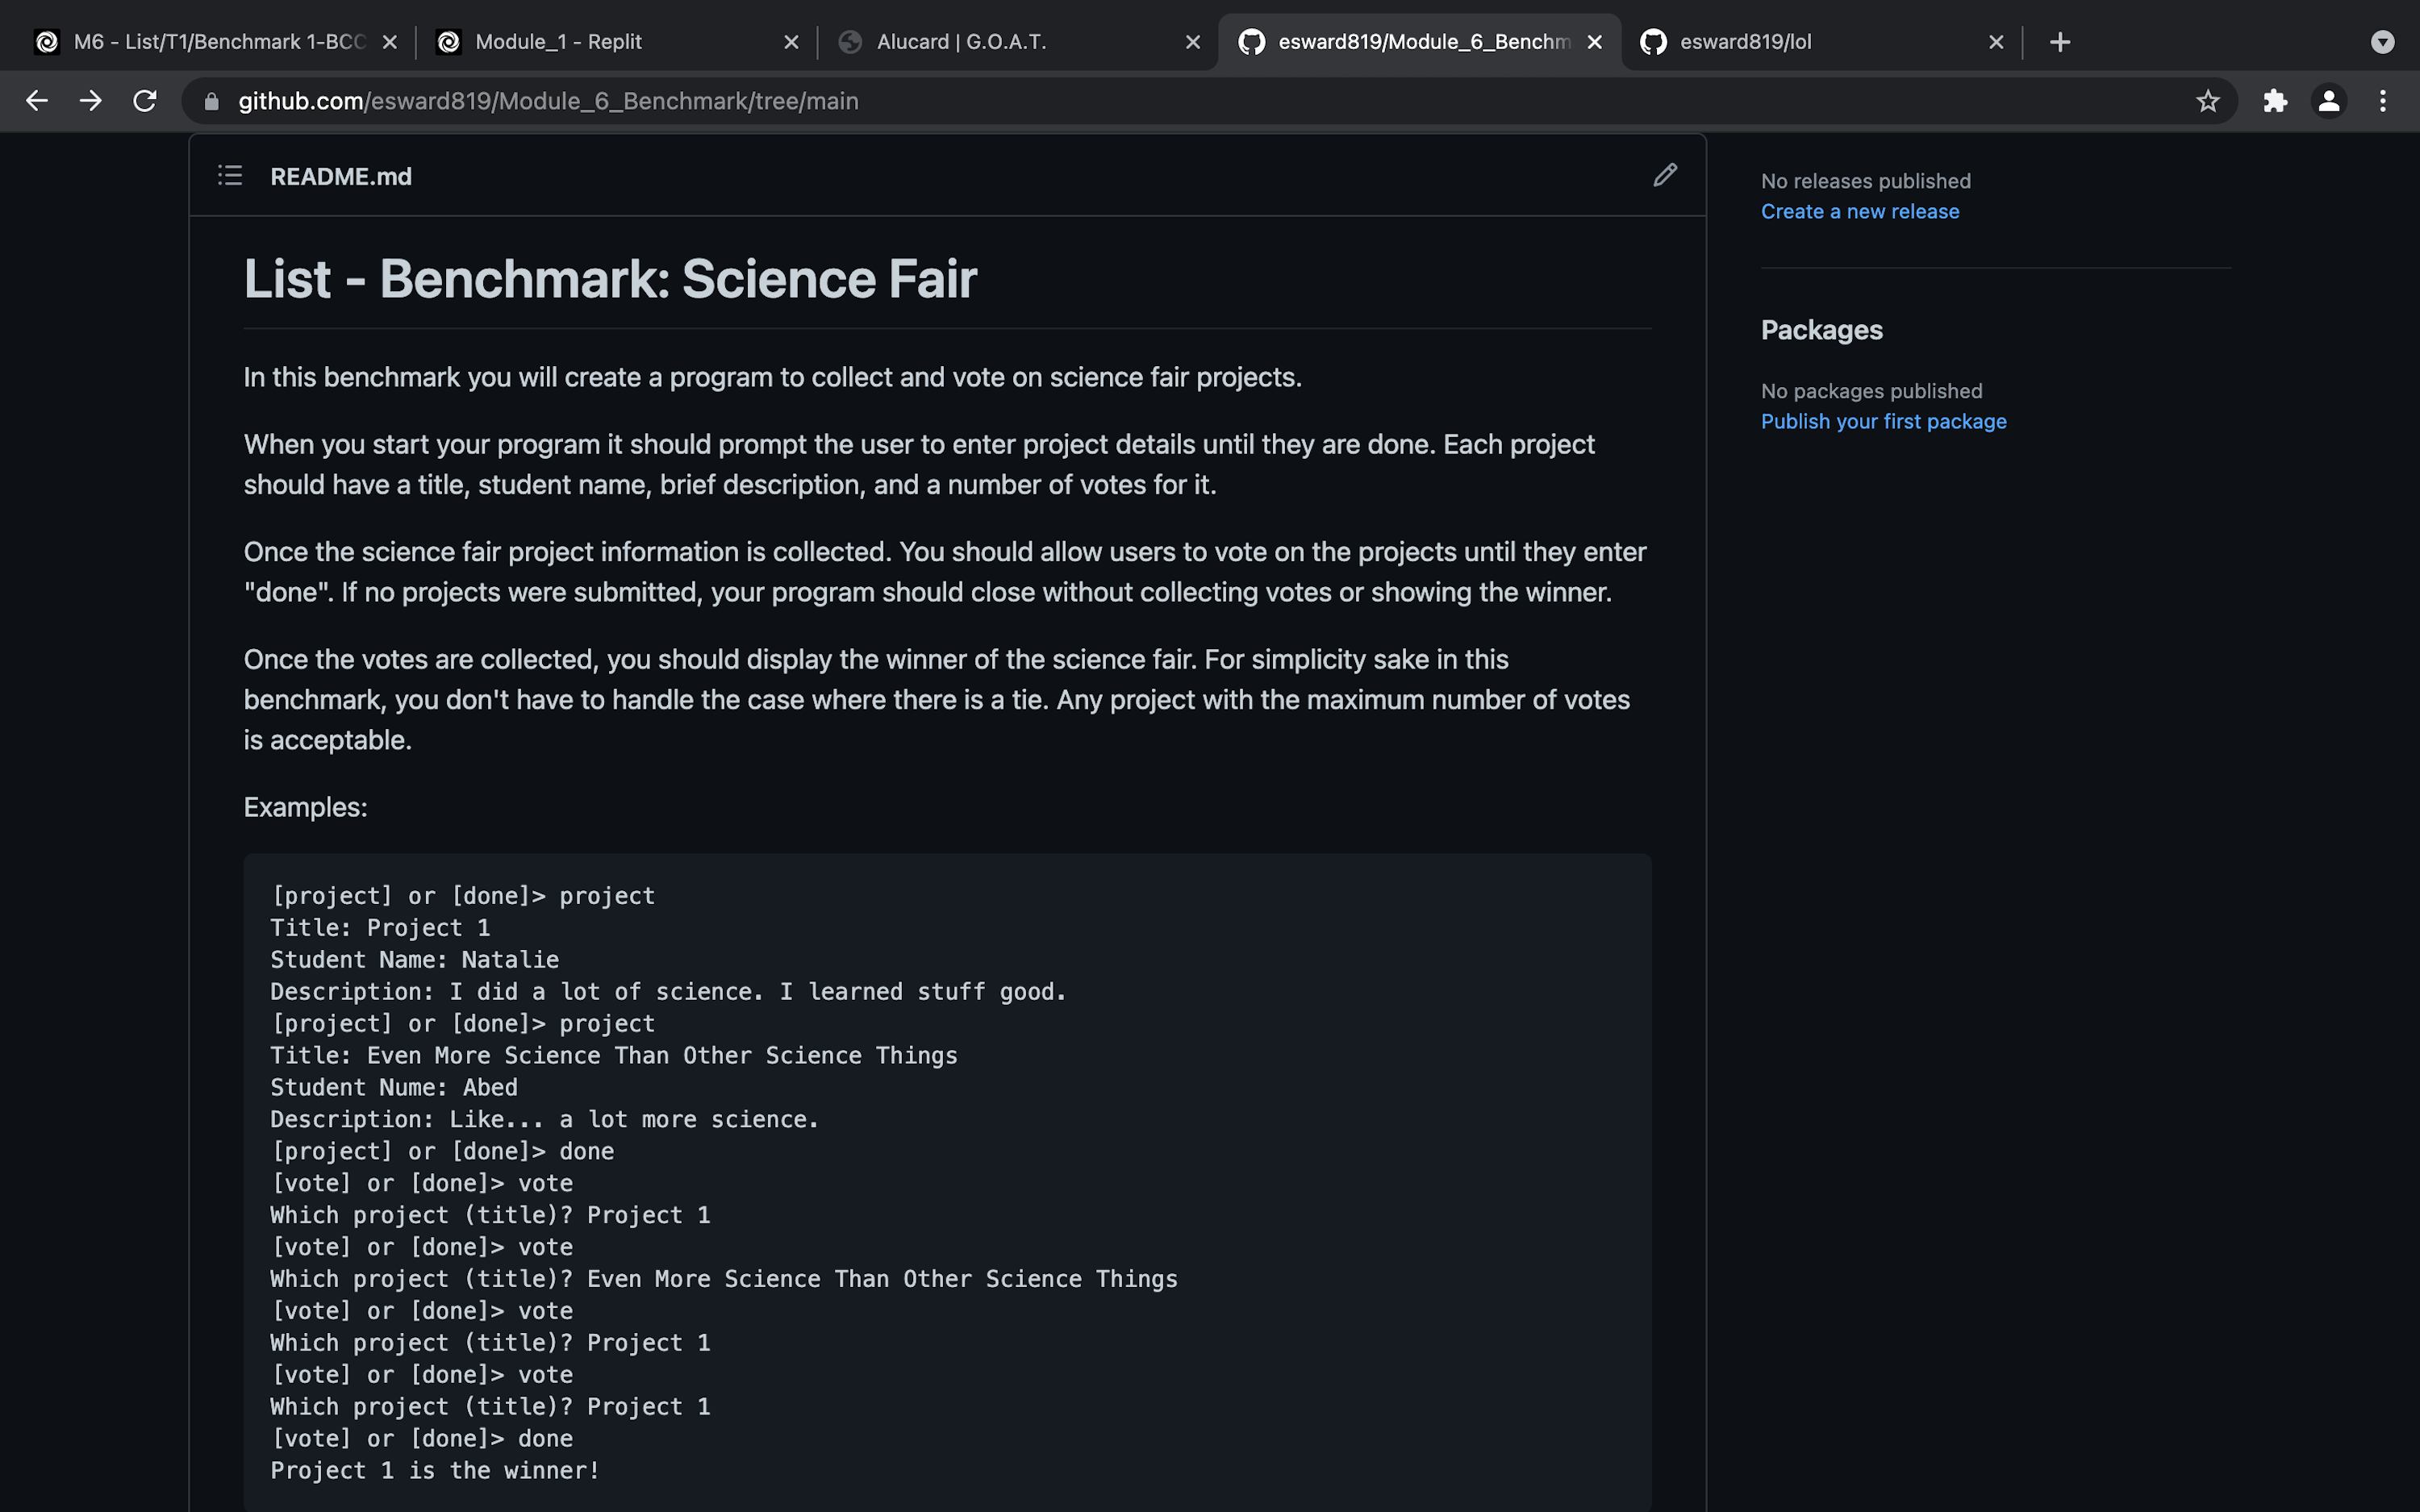 M6 - List/T1/Benchmark 1-BCC
Module_1 - Replit
Alucard | G.O.A.T.
esward819/Module_6_Benchm
esward819/lol
github.com/esward819/Module_6_Benchmark/tree/main
README.md
No releases published
Create a new release
Packages
No packages published
Publish your first package
List - Benchmark: Science Fair
In this benchmark you will create a program to collect and vote on science fair projects.
When you start your program it should prompt the user to enter project details until they are done. Each project
should have a title, student name, brief description, and a number of votes for it.
Once the science fair project information is collected. You should allow users to vote on the projects until they enter
"done". If no projects were submitted, your program should close without collecting votes or showing the winner.
Once the votes are collected, you should display the winner of the science fair. For simplicity sake in this
benchmark, you don't have to handle the case where there is a tie. Any project with the maximum number of votes
is acceptable.
Examples:
[project] or [done]> project
Title: Project 1
Student Name: Natalie
Description: I did a lot of science. I learned stuff good.
[project] or [done]> project
Title: Even More Science Than Other Science Things
Student Nume: Abed
Description: Like... a lot more science.
[project] or [done]> done
[vote] or [done]> vote
Which project (title)? Project 1
[vote] or [done]> vote
Which project (title)? Even More Science Than Other Science Things
[vote] or [done]> vote
Which project (title)? Project 1
[vote] or [done]> vote
Which project (title)? Project 1
[vote] or [done]> done
Project 1 is the winner!